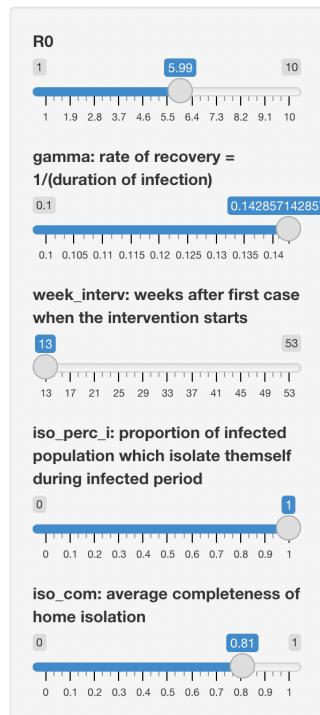 R0
1 5.99 10
1 1.9 2.8 3.7 4.6 5.5 6.4 7.3 8.2 9.1 10
gamma: rate of recovery =
1/(duration of infection)
0.1 0.142857142857
0.1 0.105 0.11 0.115 0.12 0.125 0.13 0.135 0.14
week_interv: weeks after first case
when the intervention starts
13 53
13 17 21 25 29 33 37 41 45 49 53
iso_perc_i: proportion of infected
population which isolate themself
during infected period
0 1
0 0.1 0.2 0.3 0.4 0.5 0.6 0.7 0.8 0.9 1
iso_com: average completeness of
home isolation
0 0.81 1
0 0.1 0.2 0.3 0.4 0.5 0.6 0.7 0.8 0.9 1